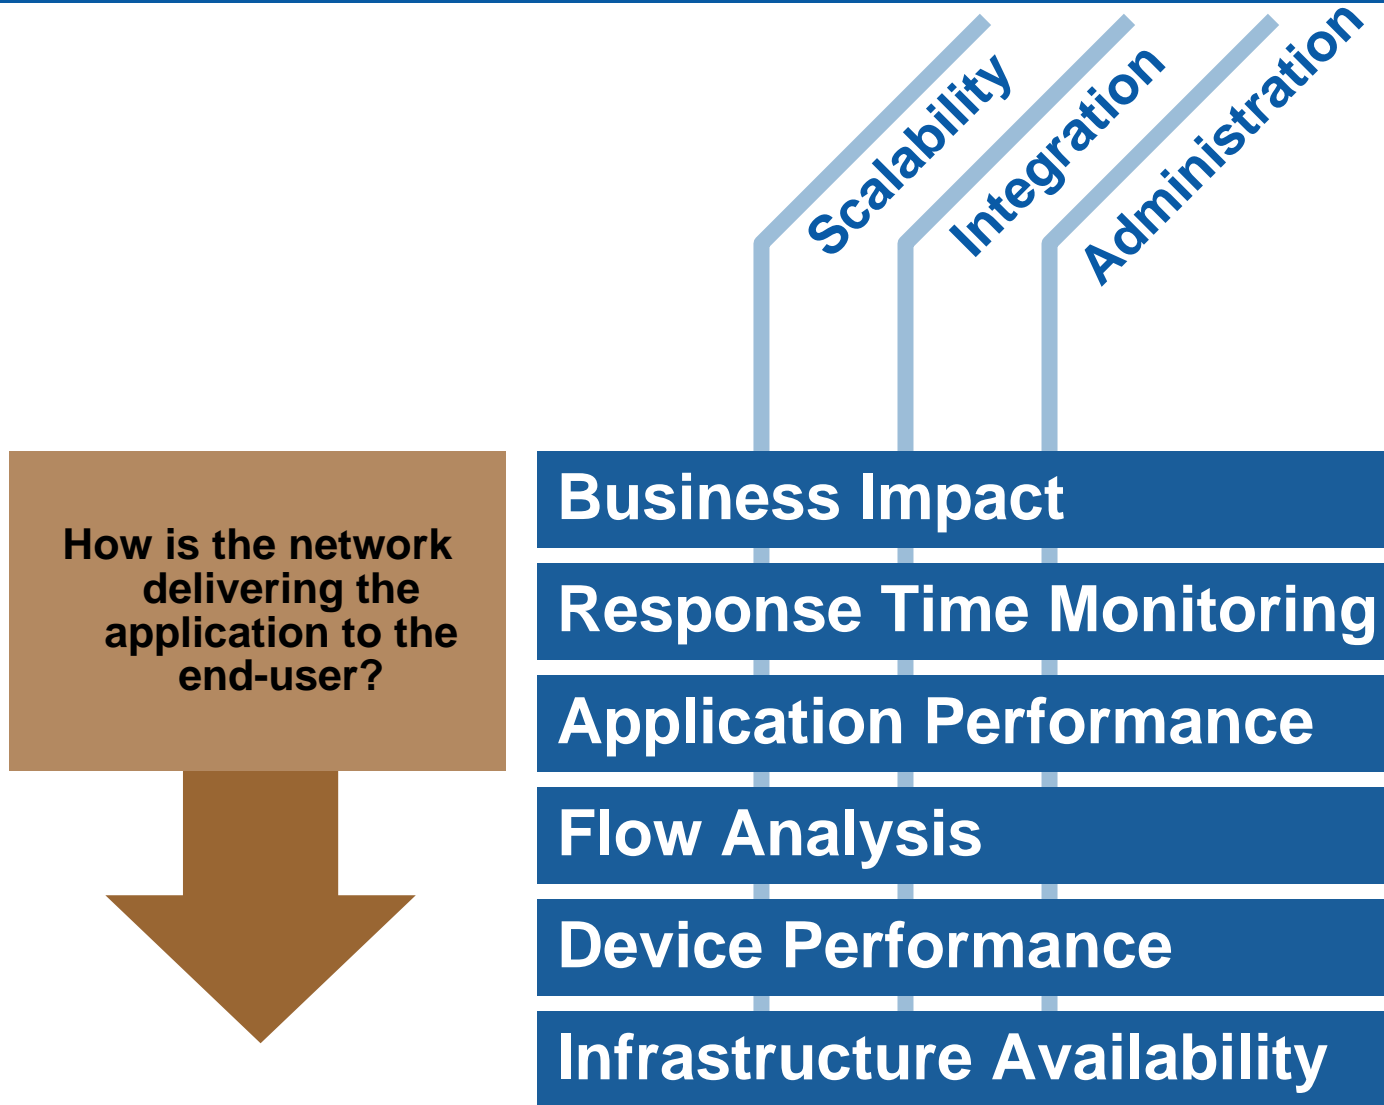 Scalability
Integration
Administration
How is the network
delivering the
application to the
end-user?
Business Impact
Response Time Monitoring
Application Performance
Flow Analysis
Device Performance
Infrastructure Availability